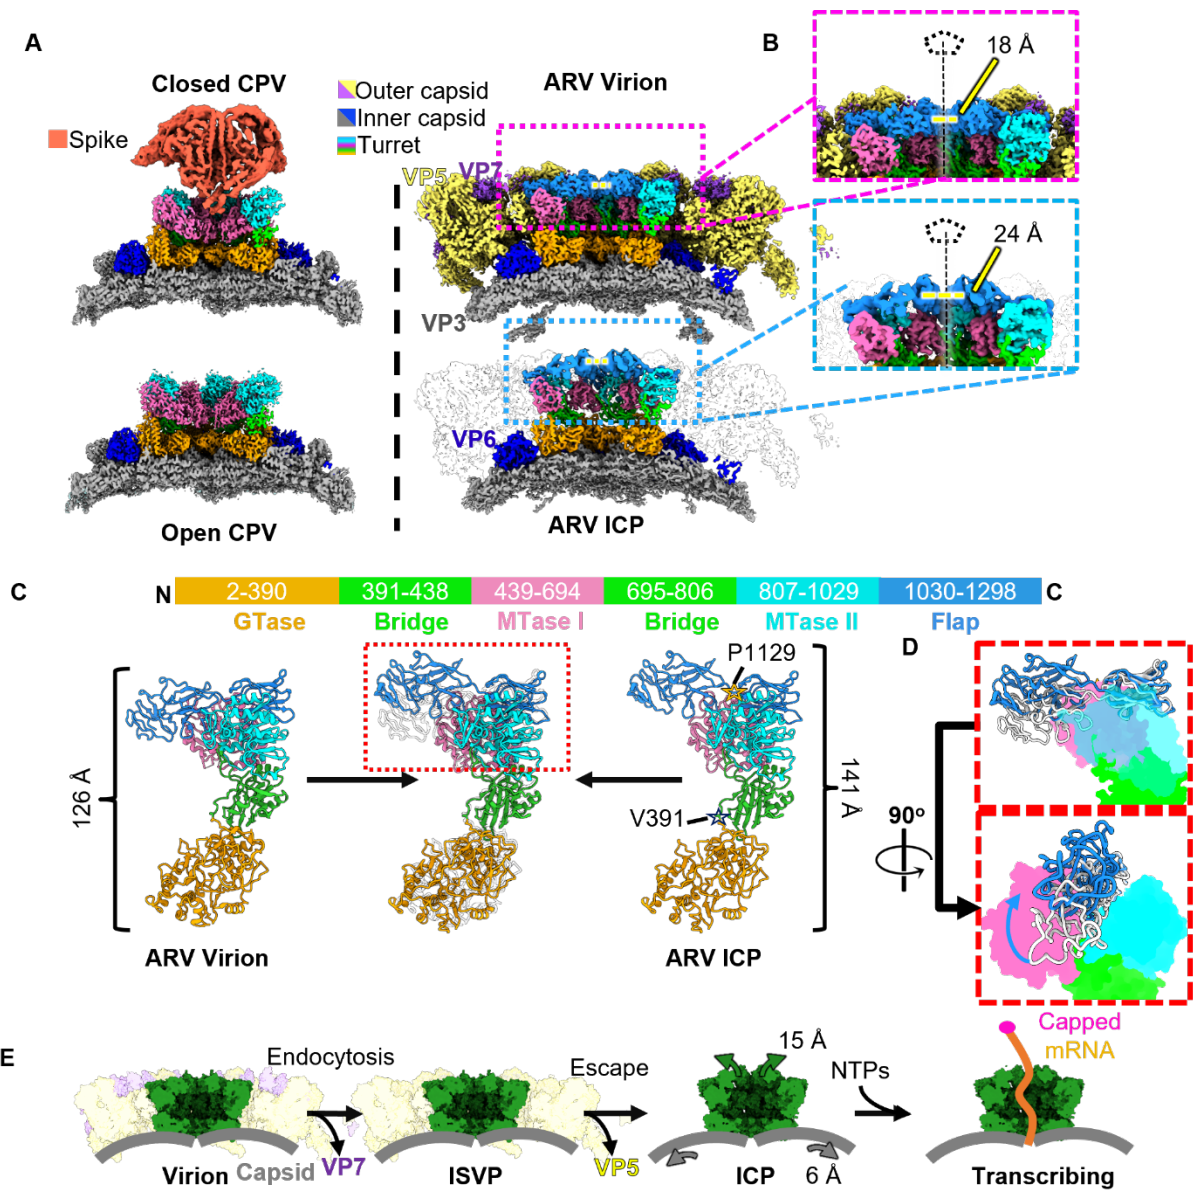 A
Closed CPV
Spike
Outer capsid
Inner capsid
Turret
ARV Virion
VP5
VP7
VP3
VP6
Open CPV
ARV ICP
B
18 Å
24 Å
C
N
2-390
391-438
439-694
695-806
807-1029
1030-1298
C
GTase
Bridge
MTase I
Bridge
MTase II
Flap
126 Å
P1129
V391
141 Å
ARV Virion
ARV ICP
D
90º
E
Endocytosis
VP7
Virion
Capsid
ISVP
Escape
VP5
15 Å
6 Å
ICP
NTPs
Capped
mRNA
Transcribing